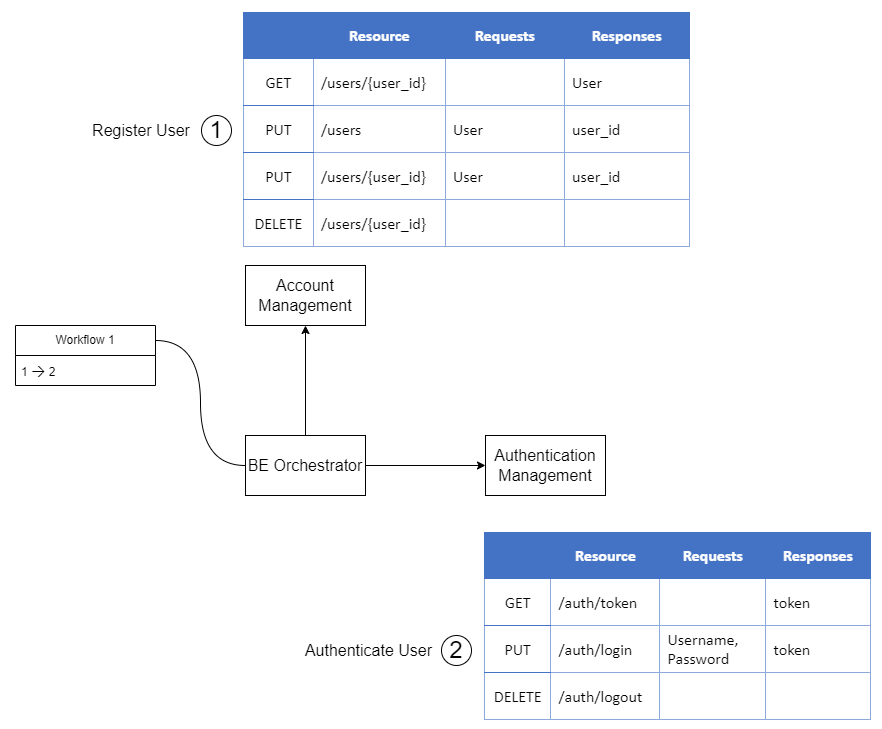 Resource Requests Responses
GET /users/{user_id} User
Register User 1 PUT /users User user_id
PUT /users/{user_id} User user_id
DELETE /users/{user_id}
Account
Management
Workflow 1
1 → 2
BE Orchestrator
Authentication
Management
Resource Requests Responses
GET /auth/token token
Authenticate User 2 PUT /auth/login Username,
Password token
DELETE /auth/logout